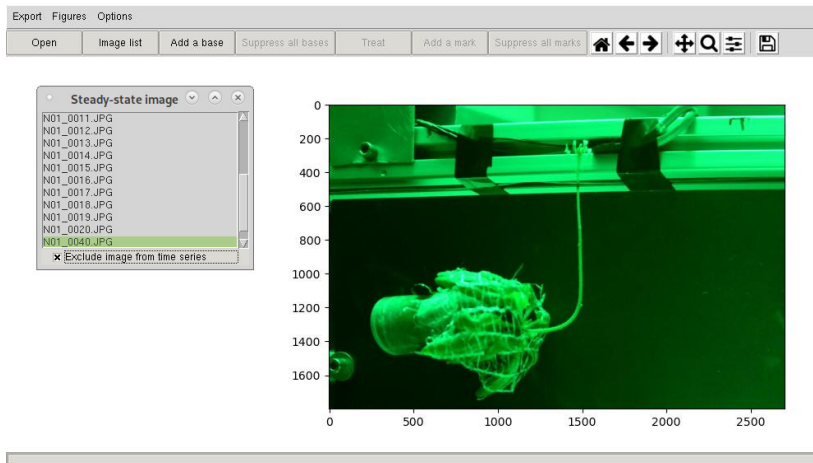 Export Figures Options
Open Image list Add a base Suppress all bases Treat Add a mark Suppress all marks
Steady-state image
N01_0011.JPG
N01_0012.JPG
N01_0013.JPG
N01_0014.JPG
N01_0015.JPG
N01_0016.JPG
N01_0017.JPG
N01_0018.JPG
N01_0019.JPG
N01_0020.JPG
N01_0040.JPG
Exclude image from time series
0
200
400
600
800
1000
1200
1400
1600
0 500 1000 1500 2000 2500